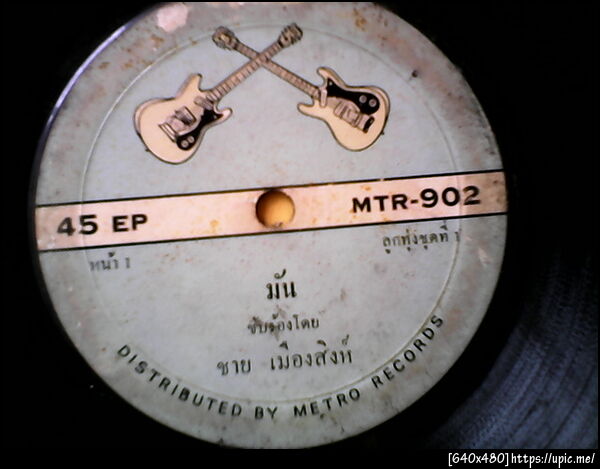 45 EP
MTR-902
หน้า 1
ลูกทุ่งชุดที่ 1
มัน
ขับร้องโดย
ชาย เมืองสิงห์
DISTRIBUTED BY METRO RECORDS
[640x480]https://upic.me/